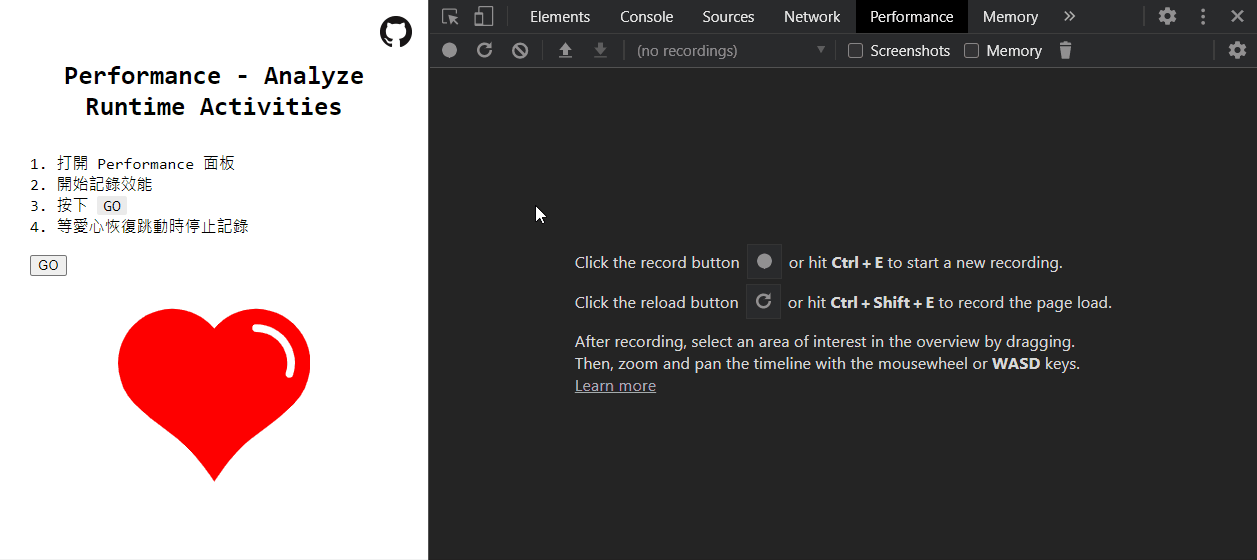 Performance - Analyze
Runtime Activities
1. 打開 Performance 面板
2. 開始記錄效能
3. 按下 GO
4. 等愛心恢復跳動時停止記錄
GO
Elements Console Sources Network Performance Memory »
(no recordings) Screenshots Memory
Click the record button or hit Ctrl + E to start a new recording.
Click the reload button or hit Ctrl + Shift + E to record the page load.
After recording, select an area of interest in the overview by dragging.
Then, zoom and pan the timeline with the mousewheel or WASD keys.
Learn more